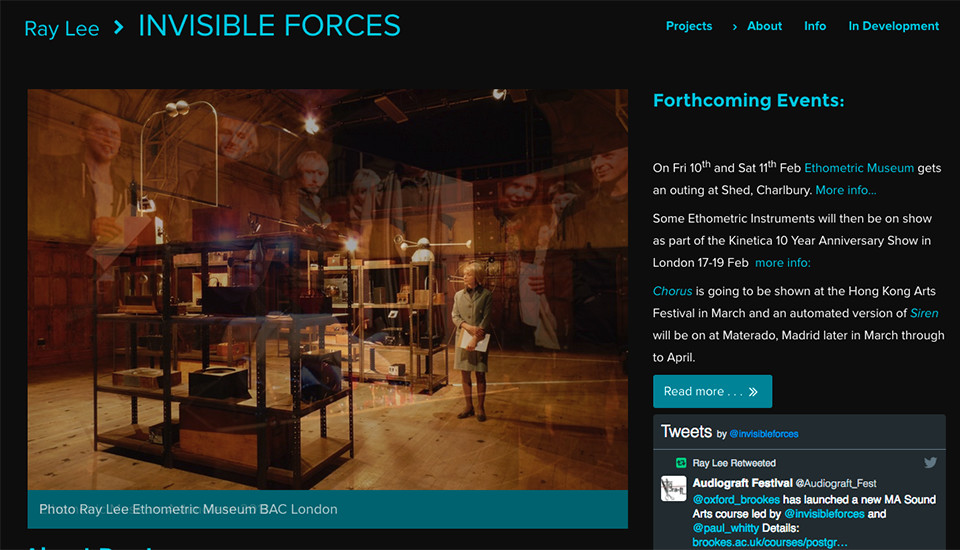 Ray Lee > INVISIBLE FORCES
Projects › About Info In Development
Forthcoming Events:
On Fri 10th and Sat 11th Feb Ethometric Museum gets
an outing at Shed, Charlbury. More info...
Some Ethometric Instruments will then be on show
as part of the Kinetica 10 Year Anniversary Show in
London 17-19 Feb more info:
Chorus is going to be shown at the Hong Kong Arts
Festival in March and an automated version of Siren
will be on at Materado, Madrid later in March through
to April.
Read more . . . »
Tweets by @invisibleforces
Ray Lee Retweeted
Audiograft Festival @Audiograft_Fest
@oxford_brookes has launched a new MA Sound
Arts course led by @invisibleforces and
@paul_whitty Details:
brookes.ac.uk/courses/postgr...
Photo Ray Lee Ethometric Museum BAC London